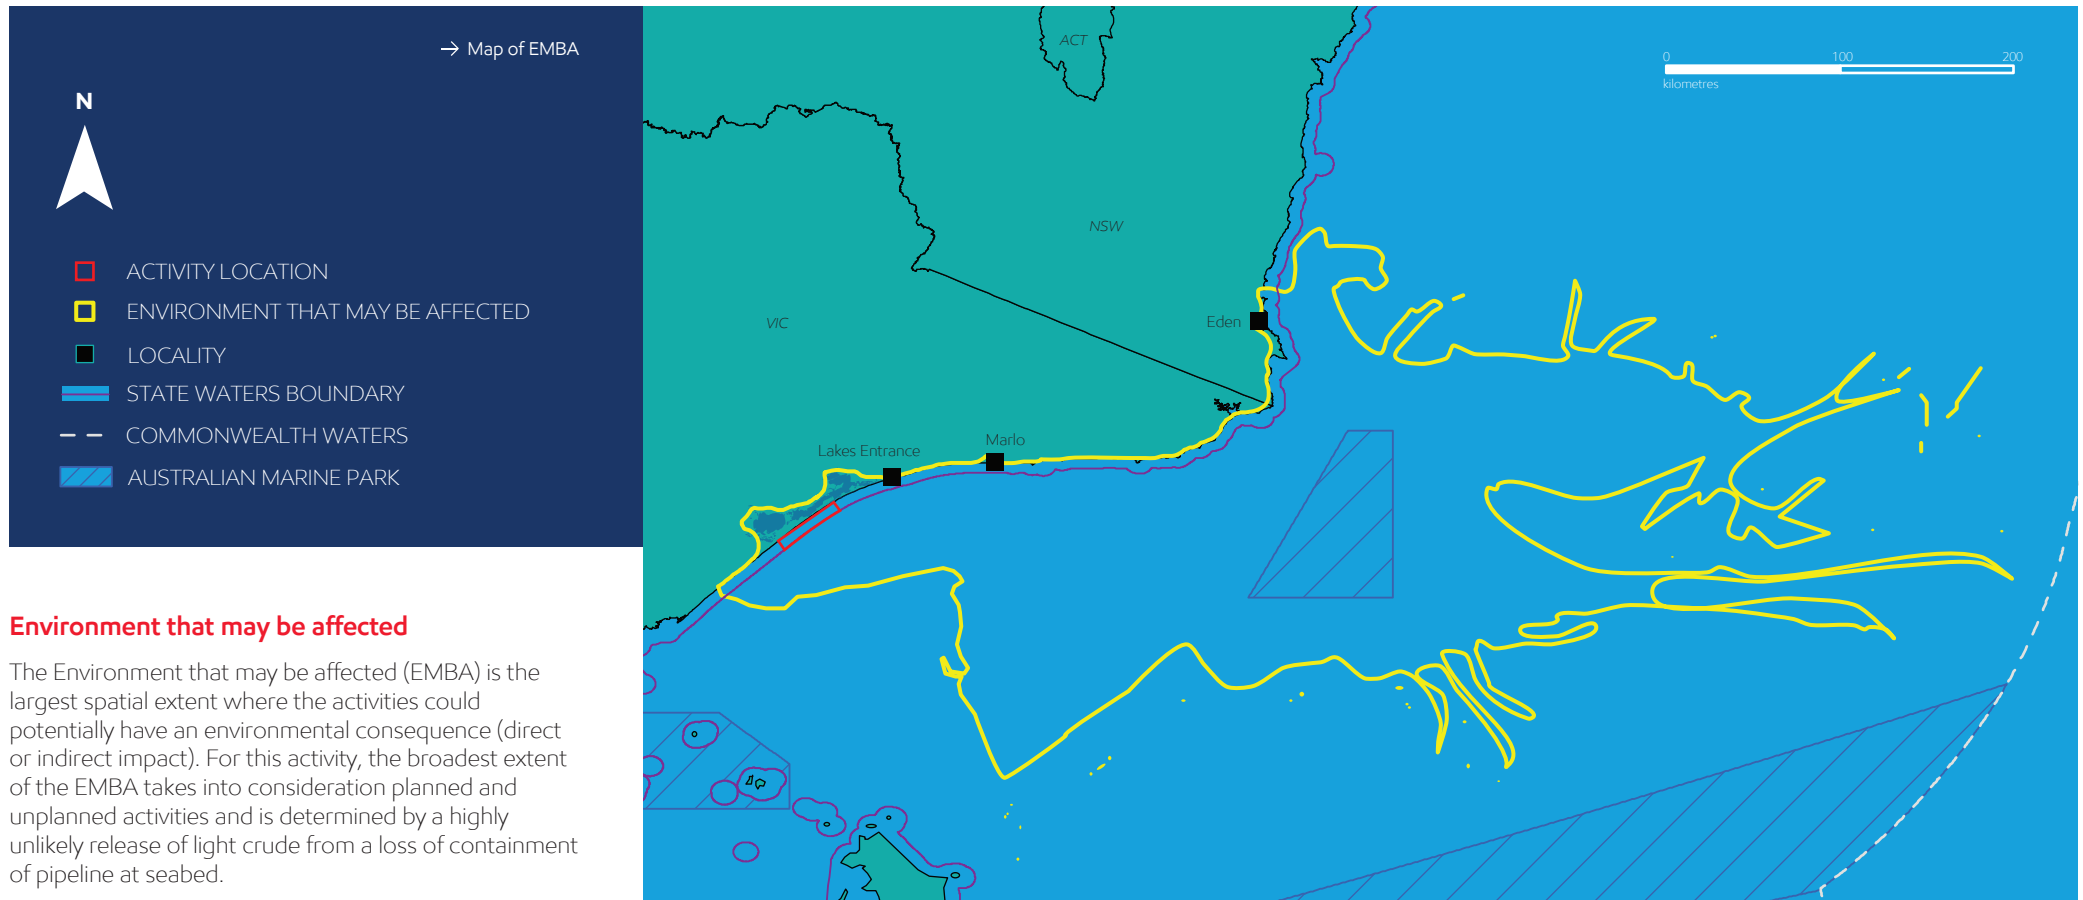 → Map of EMBA
N
ACTIVITY LOCATION
ENVIRONMENT THAT MAY BE AFFECTED
LOCALITY
STATE WATERS BOUNDARY
COMMONWEALTH WATERS
AUSTRALIAN MARINE PARK
Environment that may be affected
The Environment that may be affected (EMBA) is the
largest spatial extent where the activities could
potentially have an environmental consequence (direct
or indirect impact). For this activity, the broadest extent
of the EMBA takes into consideration planned and
unplanned activities and is determined by a highly
unlikely release of light crude from a loss of containment
of pipeline at seabed.
ACT
0 100 200
kilometres
NSW
VIC
Eden
Marlo
Lakes Entrance